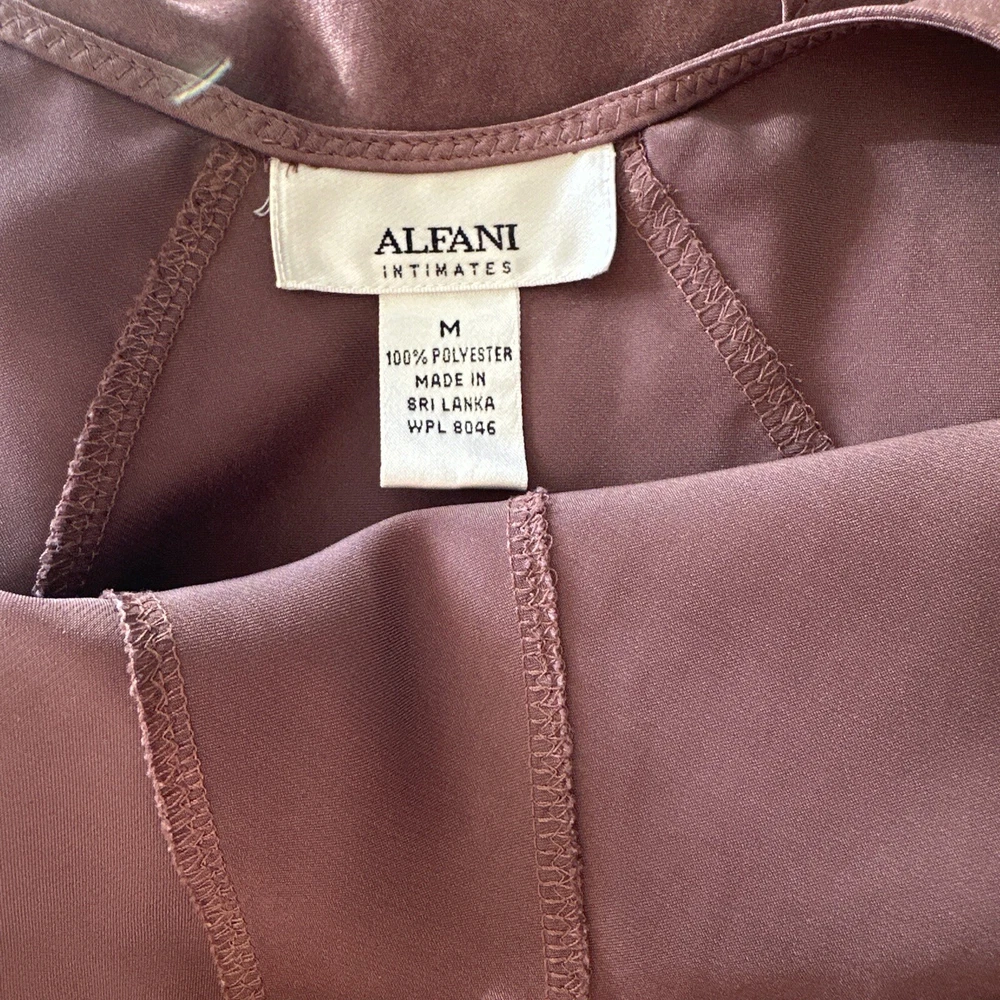 ALFANI
INTIMATES
M
100% POLYESTER
MADE IN
SRI LANKA
WPL 8046